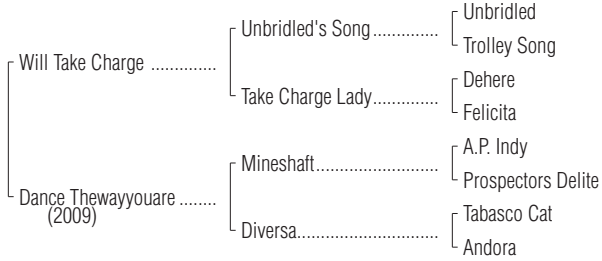 Unbridled
Unbridled's Song..............
Trolley Song
Will Take Charge ..............
Dehere
Take Charge Lady..............
Felicita
A.P. Indy
Mineshaft..........................
Prospectors Delite
Dance Thewayyouare ........
(2009)
Tabasco Cat
Diversa..............................
Andora